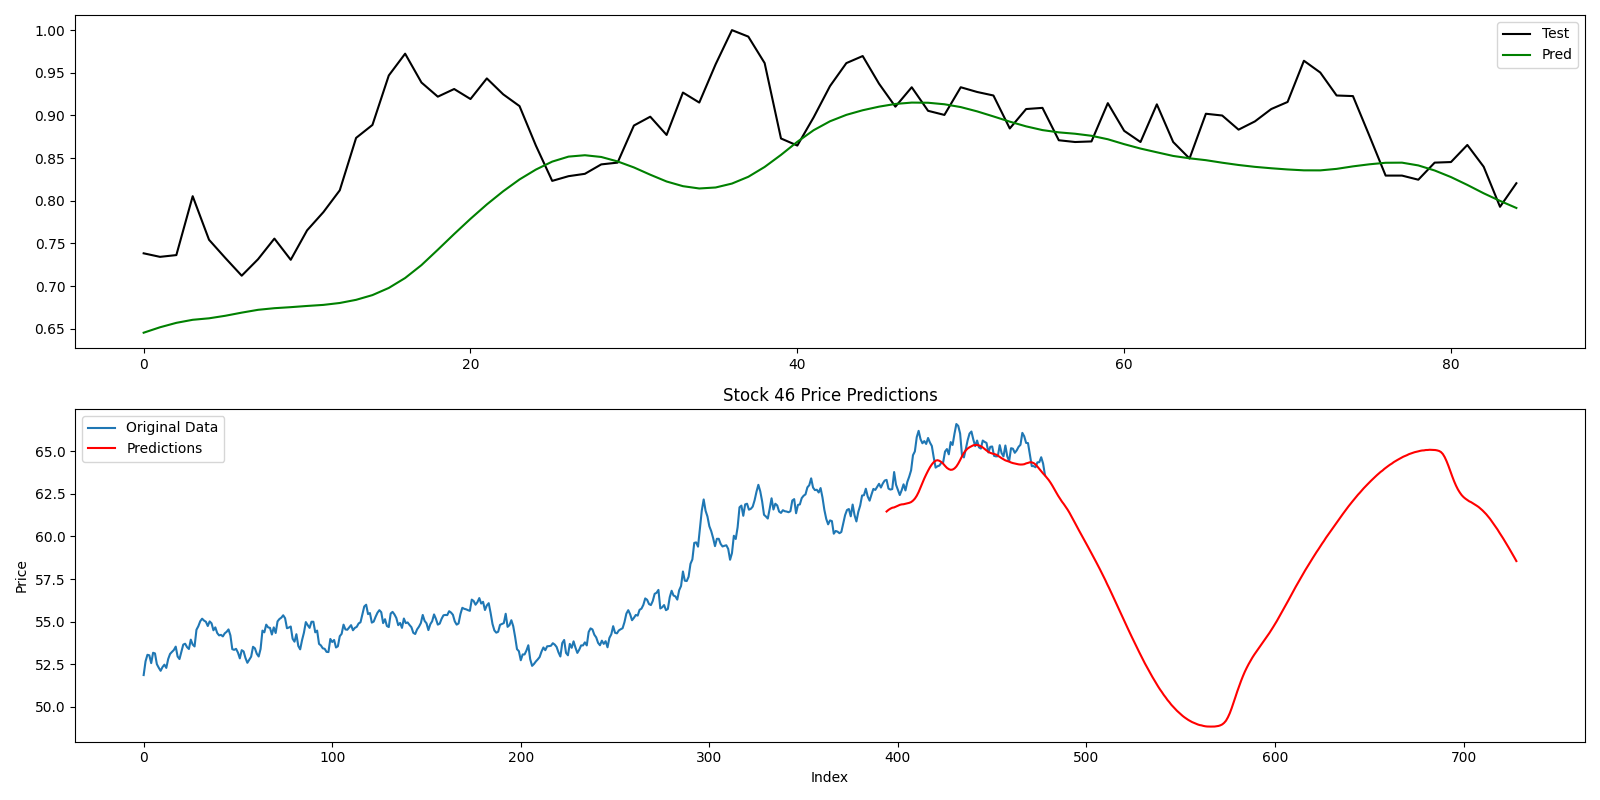 1.00
0.95
0.90
0.85
0.80
0.75
0.70
0.65
Test
Pred
0 20 40 60 80
Stock 46 Price Predictions
Original Data
Predictions
Price
65.0
62.5
60.0
57.5
55.0
52.5
50.0
0 100 200 300 400 500 600 700
Index